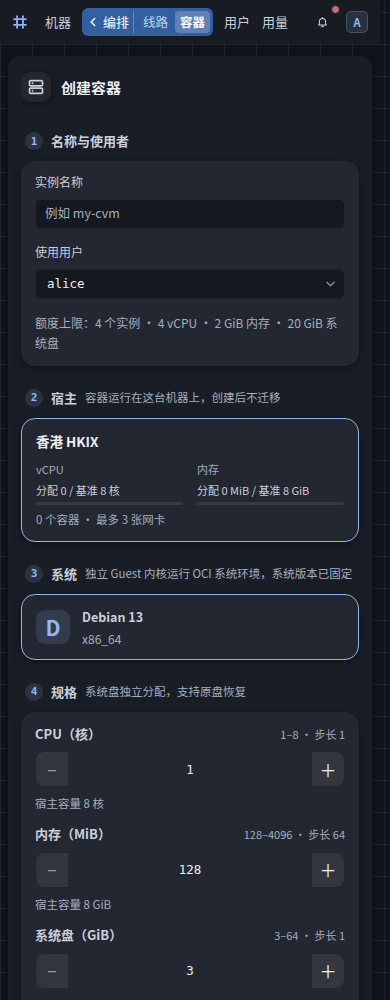 机器 编排 线路 容器 用户 用量 A
创建容器
1 名称与使用者
实例名称
例如 my-cvm
使用用户
alice
额度上限：4 个实例 · 4 vCPU · 2 GiB 内存 · 20 GiB 系
统盘
2 宿主 容器运行在这台机器上，创建后不迁移
香港 HKIX
vCPU 内存
分配 0 / 基准 8 核 分配 0 MiB / 基准 8 GiB
0 个容器 · 最多 3 张网卡
3 系统 独立 Guest 内核运行 OCI 系统环境，系统版本已固定
D Debian 13
x86_64
4 规格 系统盘独立分配，支持原盘恢复
CPU（核） 1–8 · 步长 1
− 1 +
宿主容量 8 核
内存（MiB） 128–4096 · 步长 64
− 128 +
宿主容量 8 GiB
系统盘（GiB） 3–64 · 步长 1
− 3 +